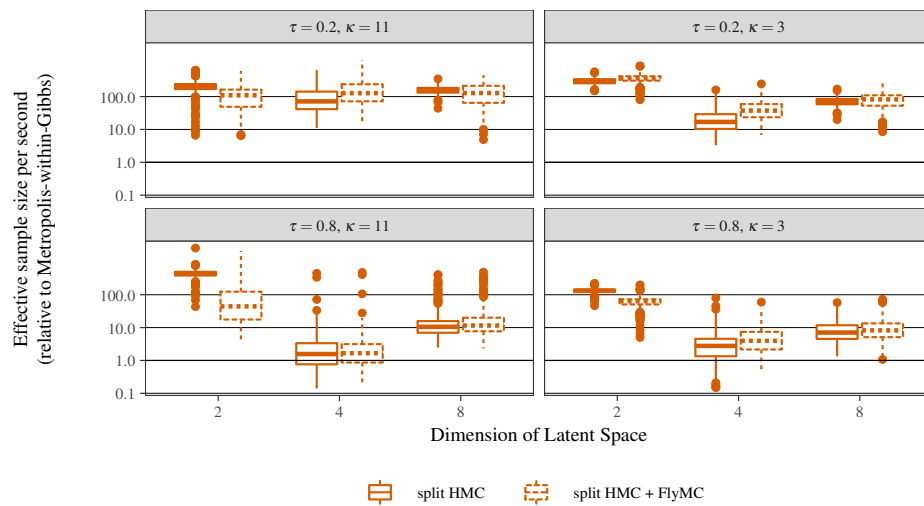 Effective sample size per second
(relative to Metropolis-within-Gibbs)
τ = 0.2, κ = 11
τ = 0.2, κ = 3
100.0
10.0
1.0
0.1
τ = 0.8, κ = 11
τ = 0.8, κ = 3
100.0
10.0
1.0
0.1
2 4 8 2 4 8
Dimension of Latent Space
split HMC split HMC + FlyMC